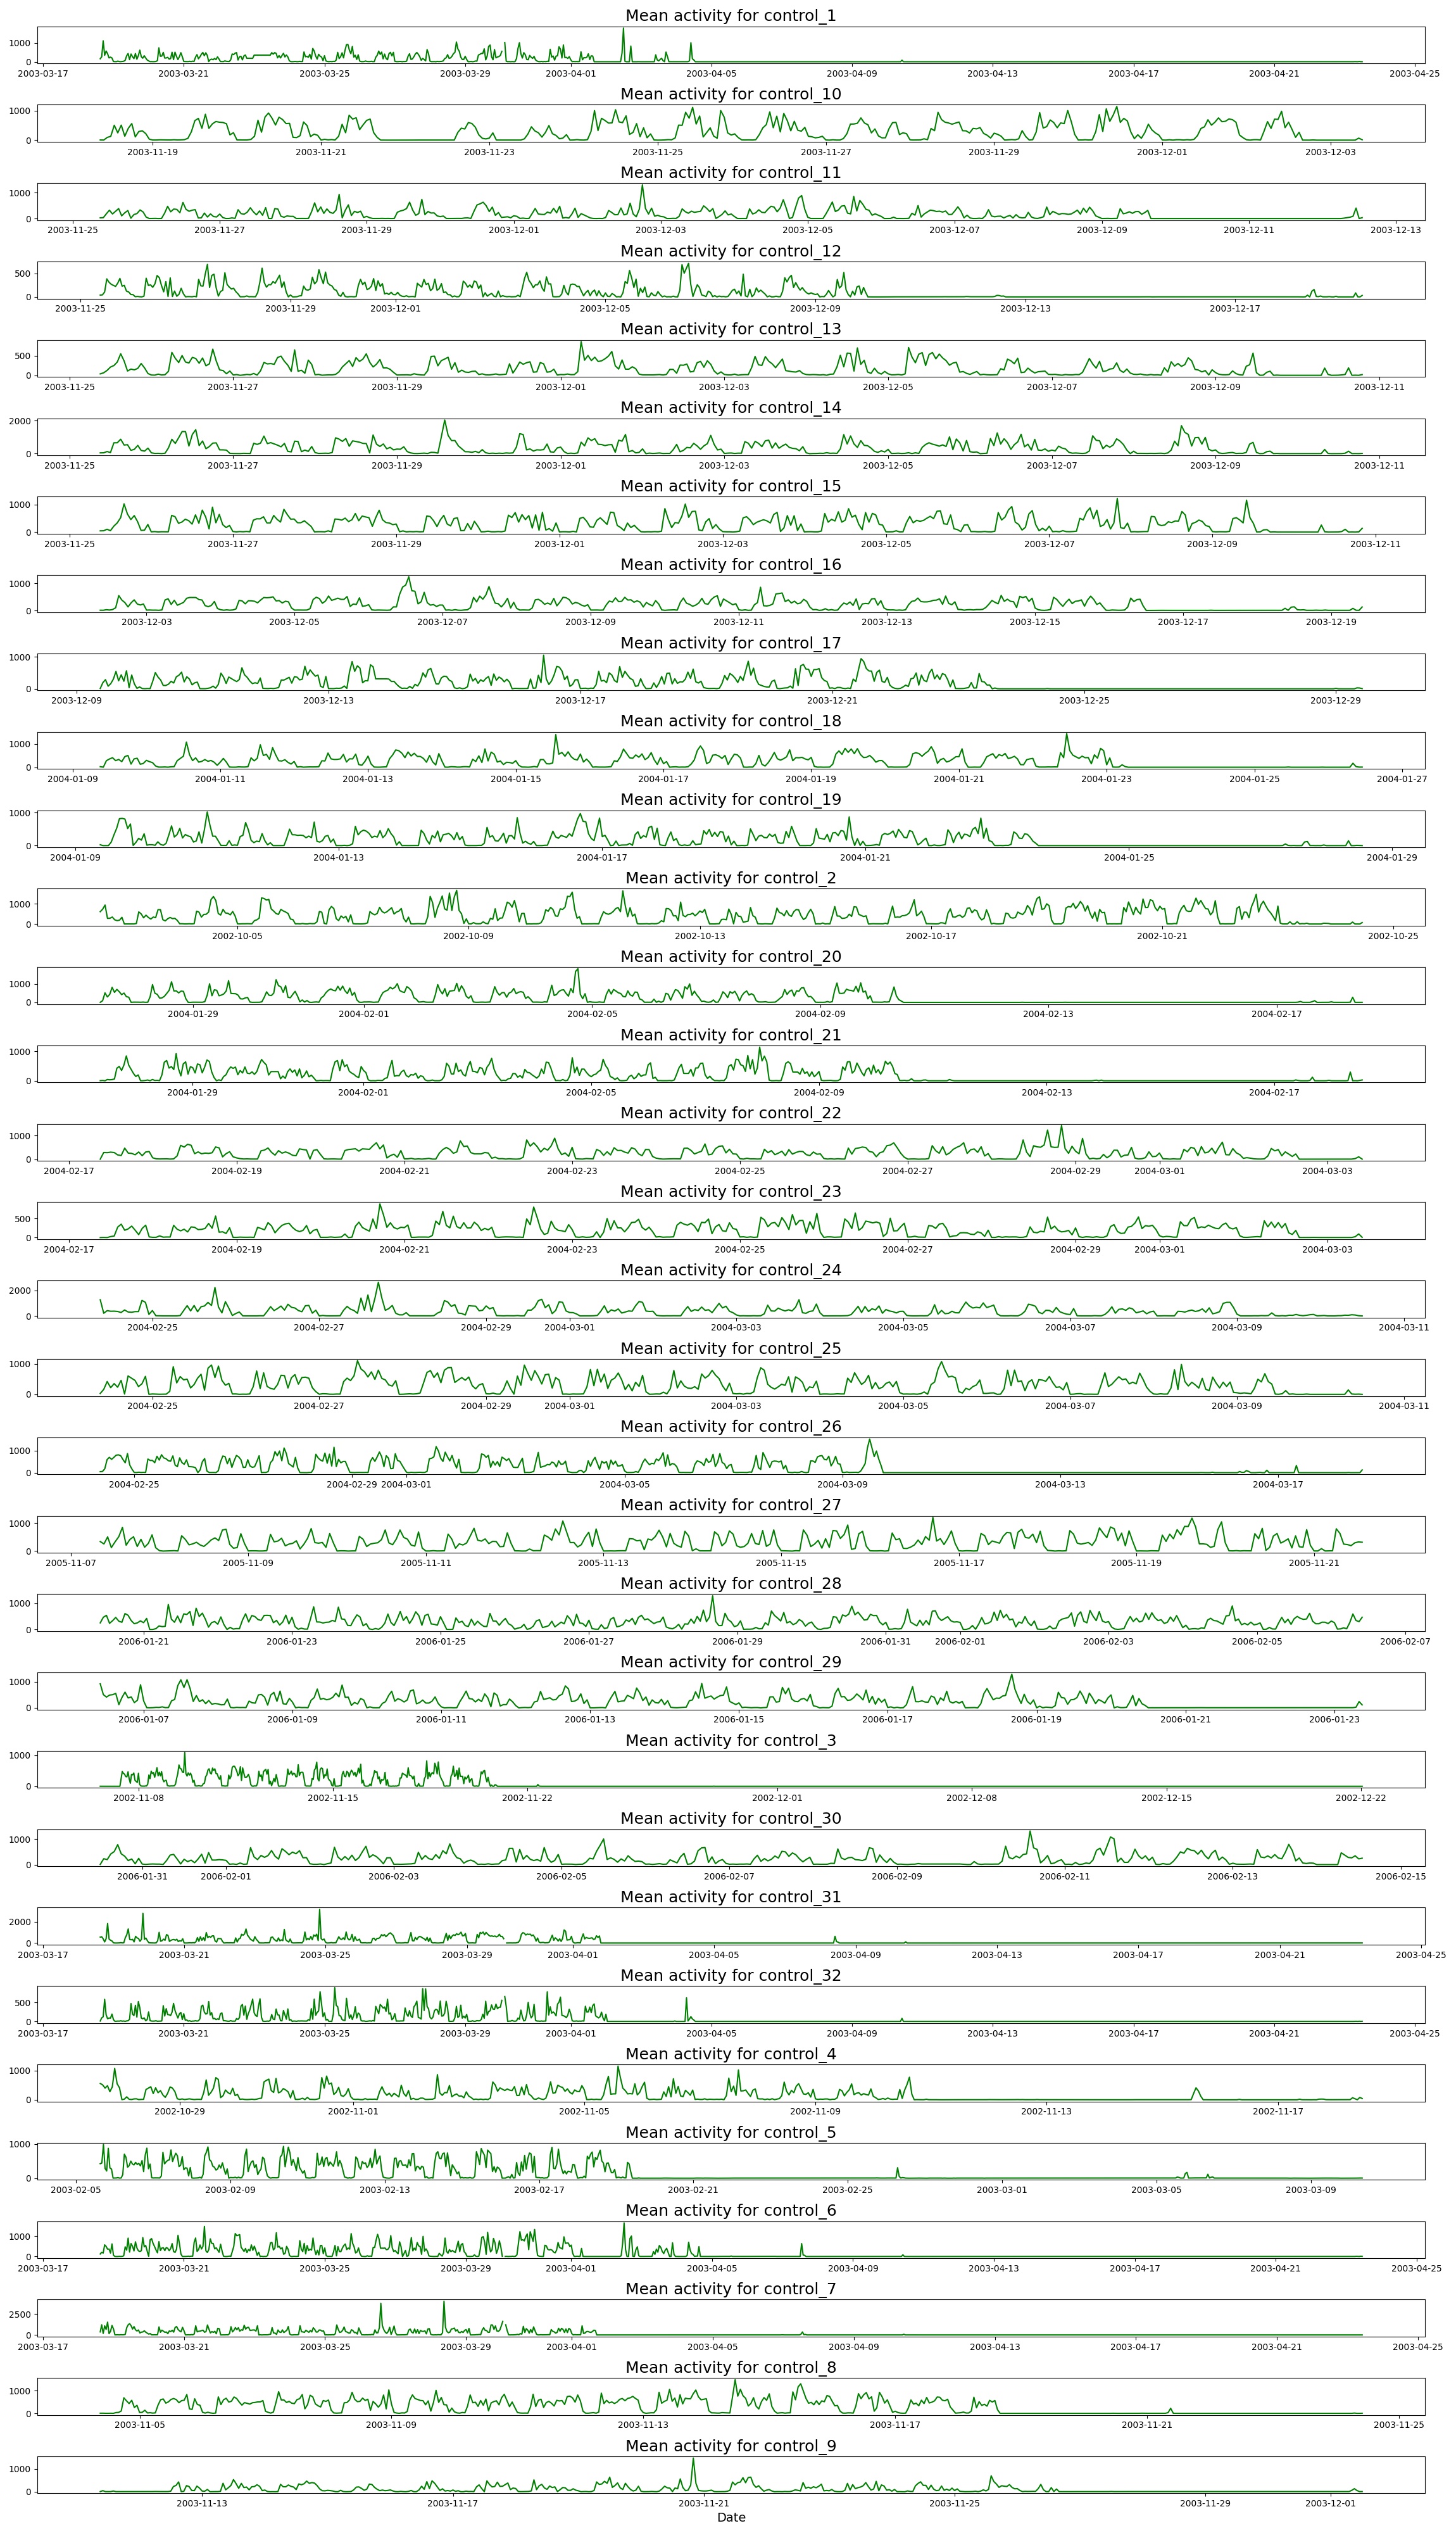 Mean activity for control_1
1000
0
2003-03-17 2003-03-21 2003-03-25 2003-03-29 2003-04-01 2003-04-05 2003-04-09 2003-04-13 2003-04-17 2003-04-21 2003-04-25
Mean activity for control_10
1000
0
2003-11-19 2003-11-21 2003-11-23 2003-11-25 2003-11-27 2003-11-29 2003-12-01 2003-12-03
Mean activity for control_11
1000
0
2003-11-25 2003-11-27 2003-11-29 2003-12-01 2003-12-03 2003-12-05 2003-12-07 2003-12-09 2003-12-11 2003-12-13
Mean activity for control_12
500
0
2003-11-25 2003-11-29 2003-12-01 2003-12-05 2003-12-09 2003-12-13 2003-12-17
Mean activity for control_13
500
0
2003-11-25 2003-11-27 2003-11-29 2003-12-01 2003-12-03 2003-12-05 2003-12-07 2003-12-09 2003-12-11
Mean activity for control_14
2000
0
2003-11-25 2003-11-27 2003-11-29 2003-12-01 2003-12-03 2003-12-05 2003-12-07 2003-12-09 2003-12-11
Mean activity for control_15
1000
0
2003-11-25 2003-11-27 2003-11-29 2003-12-01 2003-12-03 2003-12-05 2003-12-07 2003-12-09 2003-12-11
Mean activity for control_16
1000
0
2003-12-03 2003-12-05 2003-12-07 2003-12-09 2003-12-11 2003-12-13 2003-12-15 2003-12-17 2003-12-19
Mean activity for control_17
1000
0
2003-12-09 2003-12-13 2003-12-17 2003-12-21 2003-12-25 2003-12-29
Mean activity for control_18
1000
0
2004-01-09 2004-01-11 2004-01-13 2004-01-15 2004-01-17 2004-01-19 2004-01-21 2004-01-23 2004-01-25 2004-01-27
Mean activity for control_19
1000
0
2004-01-09 2004-01-13 2004-01-17 2004-01-21 2004-01-25 2004-01-29
Mean activity for control_2
1000
0
2002-10-05 2002-10-09 2002-10-13 2002-10-17 2002-10-21 2002-10-25
Mean activity for control_20
1000
0
2004-01-29 2004-02-01 2004-02-05 2004-02-09 2004-02-13 2004-02-17
Mean activity for control_21
1000
0
2004-01-29 2004-02-01 2004-02-05 2004-02-09 2004-02-13 2004-02-17
Mean activity for control_22
1000
0
2004-02-17 2004-02-19 2004-02-21 2004-02-23 2004-02-25 2004-02-27 2004-02-29 2004-03-01 2004-03-03
Mean activity for control_23
500
0
2004-02-17 2004-02-19 2004-02-21 2004-02-23 2004-02-25 2004-02-27 2004-02-29 2004-03-01 2004-03-03
Mean activity for control_24
2000
0
2004-02-25 2004-02-27 2004-02-29 2004-03-01 2004-03-03 2004-03-05 2004-03-07 2004-03-09 2004-03-11
Mean activity for control_25
1000
0
2004-02-25 2004-02-27 2004-02-29 2004-03-01 2004-03-03 2004-03-05 2004-03-07 2004-03-09 2004-03-11
Mean activity for control_26
1000
0
2004-02-25 2004-02-29 2004-03-01 2004-03-05 2004-03-09 2004-03-13 2004-03-17
Mean activity for control_27
1000
0
2005-11-07 2005-11-09 2005-11-11 2005-11-13 2005-11-15 2005-11-17 2005-11-19 2005-11-21
Mean activity for control_28
1000
0
2006-01-21 2006-01-23 2006-01-25 2006-01-27 2006-01-29 2006-01-31 2006-02-01 2006-02-03 2006-02-05 2006-02-07
Mean activity for control_29
1000
0
2006-01-07 2006-01-09 2006-01-11 2006-01-13 2006-01-15 2006-01-17 2006-01-19 2006-01-21 2006-01-23
Mean activity for control_3
1000
0
2002-11-08 2002-11-15 2002-11-22 2002-12-01 2002-12-08 2002-12-15 2002-12-22
Mean activity for control_30
1000
0
2006-01-31 2006-02-01 2006-02-03 2006-02-05 2006-02-07 2006-02-09 2006-02-11 2006-02-13 2006-02-15
Mean activity for control_31
2000
0
2003-03-17 2003-03-21 2003-03-25 2003-03-29 2003-04-01 2003-04-05 2003-04-09 2003-04-13 2003-04-17 2003-04-21 2003-04-25
Mean activity for control_32
500
0
2003-03-17 2003-03-21 2003-03-25 2003-03-29 2003-04-01 2003-04-05 2003-04-09 2003-04-13 2003-04-17 2003-04-21 2003-04-25
Mean activity for control_4
1000
0
2002-10-29 2002-11-01 2002-11-05 2002-11-09 2002-11-13 2002-11-17
Mean activity for control_5
1000
0
2003-02-05 2003-02-09 2003-02-13 2003-02-17 2003-02-21 2003-02-25 2003-03-01 2003-03-05 2003-03-09
Mean activity for control_6
1000
0
2003-03-17 2003-03-21 2003-03-25 2003-03-29 2003-04-01 2003-04-05 2003-04-09 2003-04-13 2003-04-17 2003-04-21 2003-04-25
Mean activity for control_7
2500
0
2003-03-17 2003-03-21 2003-03-25 2003-03-29 2003-04-01 2003-04-05 2003-04-09 2003-04-13 2003-04-17 2003-04-21 2003-04-25
Mean activity for control_8
1000
0
2003-11-05 2003-11-09 2003-11-13 2003-11-17 2003-11-21 2003-11-25
Mean activity for control_9
1000
0
2003-11-13 2003-11-17 2003-11-21 2003-11-25 2003-11-29 2003-12-01
Date